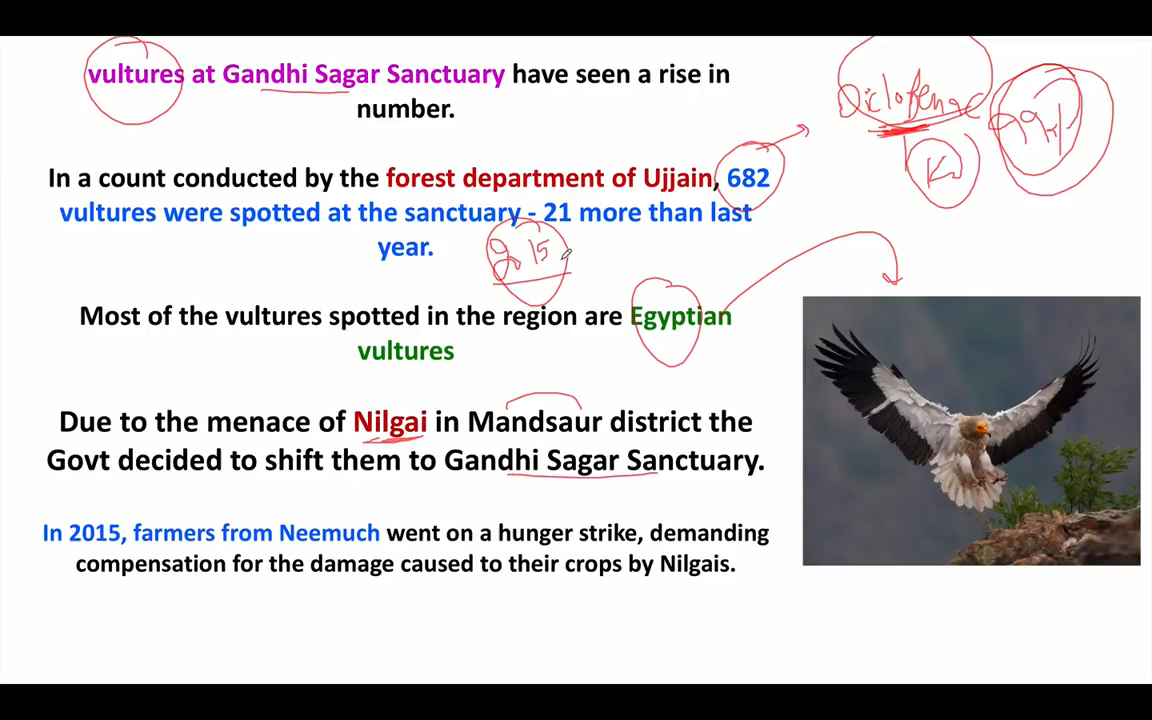 vultures at Gandhi Sagar Sanctuary have seen a rise in
number.
Diclofenac
In a count conducted by the forest department of Ujjain, 682
vultures were spotted at the sanctuary - 21 more than last
year.
2015
Most of the vultures spotted in the region are Egyptian
vultures
Due to the menace of Nilgai in Mandsaur district the
Govt decided to shift them to Gandhi Sagar Sanctuary.
In 2015, farmers from Neemuch went on a hunger strike, demanding
compensation for the damage caused to their crops by Nilgais.